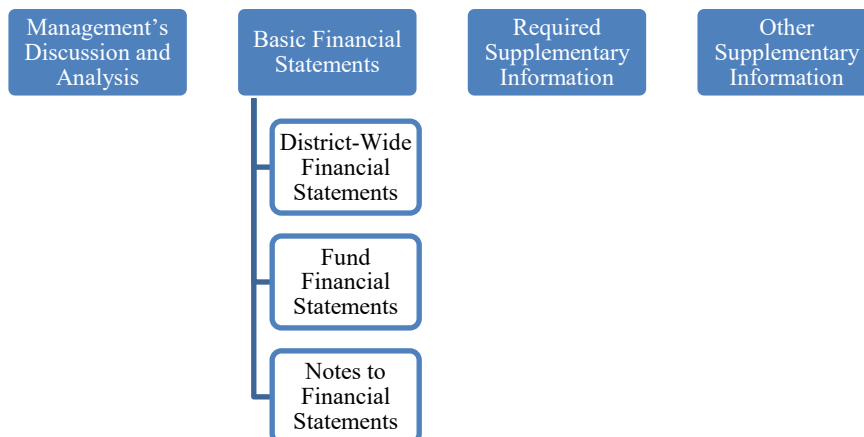 Management’s
Discussion and
Analysis
Basic Financial
Statements
Required
Supplementary
Information
Other
Supplementary
Information
District-Wide
Financial
Statements
Fund
Financial
Statements
Notes to
Financial
Statements